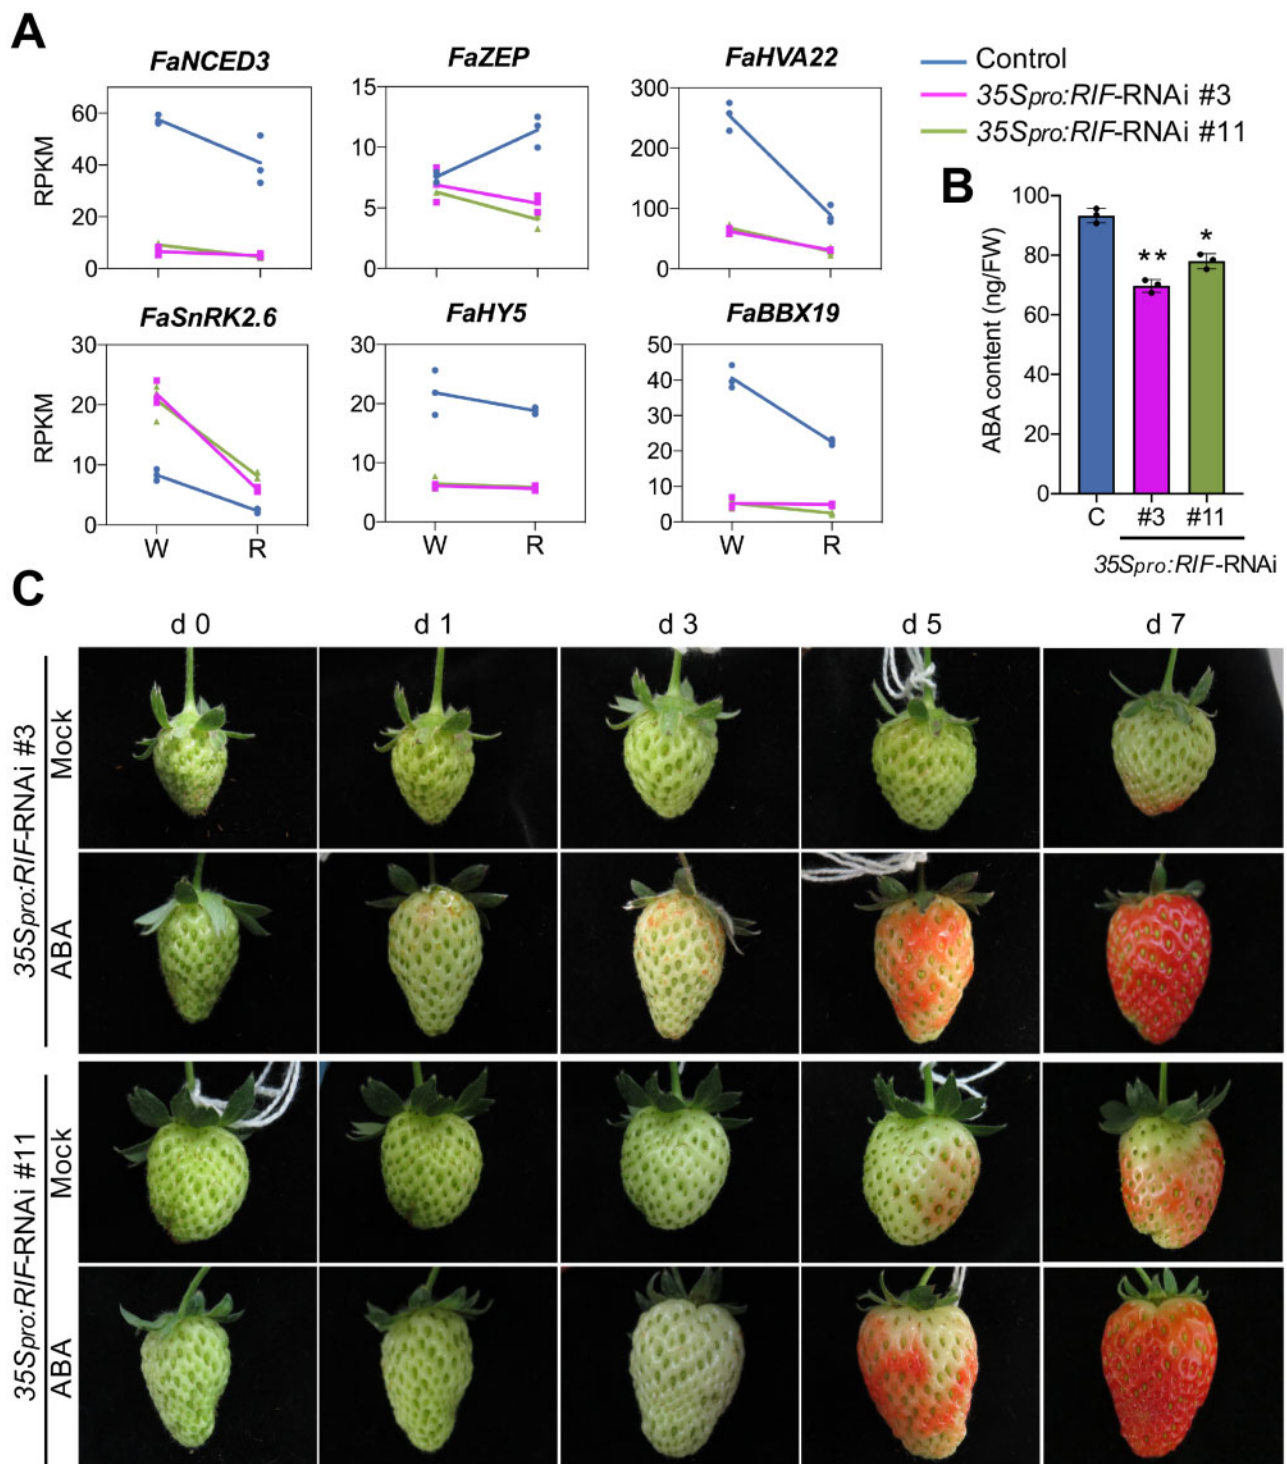 A
FaNCED3
FaZEP
FaHVA22
Control
35Spro:RIF-RNAi #3
35Spro:RIF-RNAi #11
RPKM
60
40
20
0
15
10
5
0
300
200
100
0
FaSnRK2.6
FaHY5
FaBBX19
RPKM
30
20
10
0
W
R
30
20
10
0
W
R
50
40
30
20
10
0
W
R
B
ABA content (ng/FW)
100
80
60
40
20
0
**
*
C
#3
#11
35Spro:RIF-RNAi
C
d 0
d 1
d 3
d 5
d 7
35Spro:RIF-RNAi #3
Mock
ABA
35Spro:RIF-RNAi #11
Mock
ABA